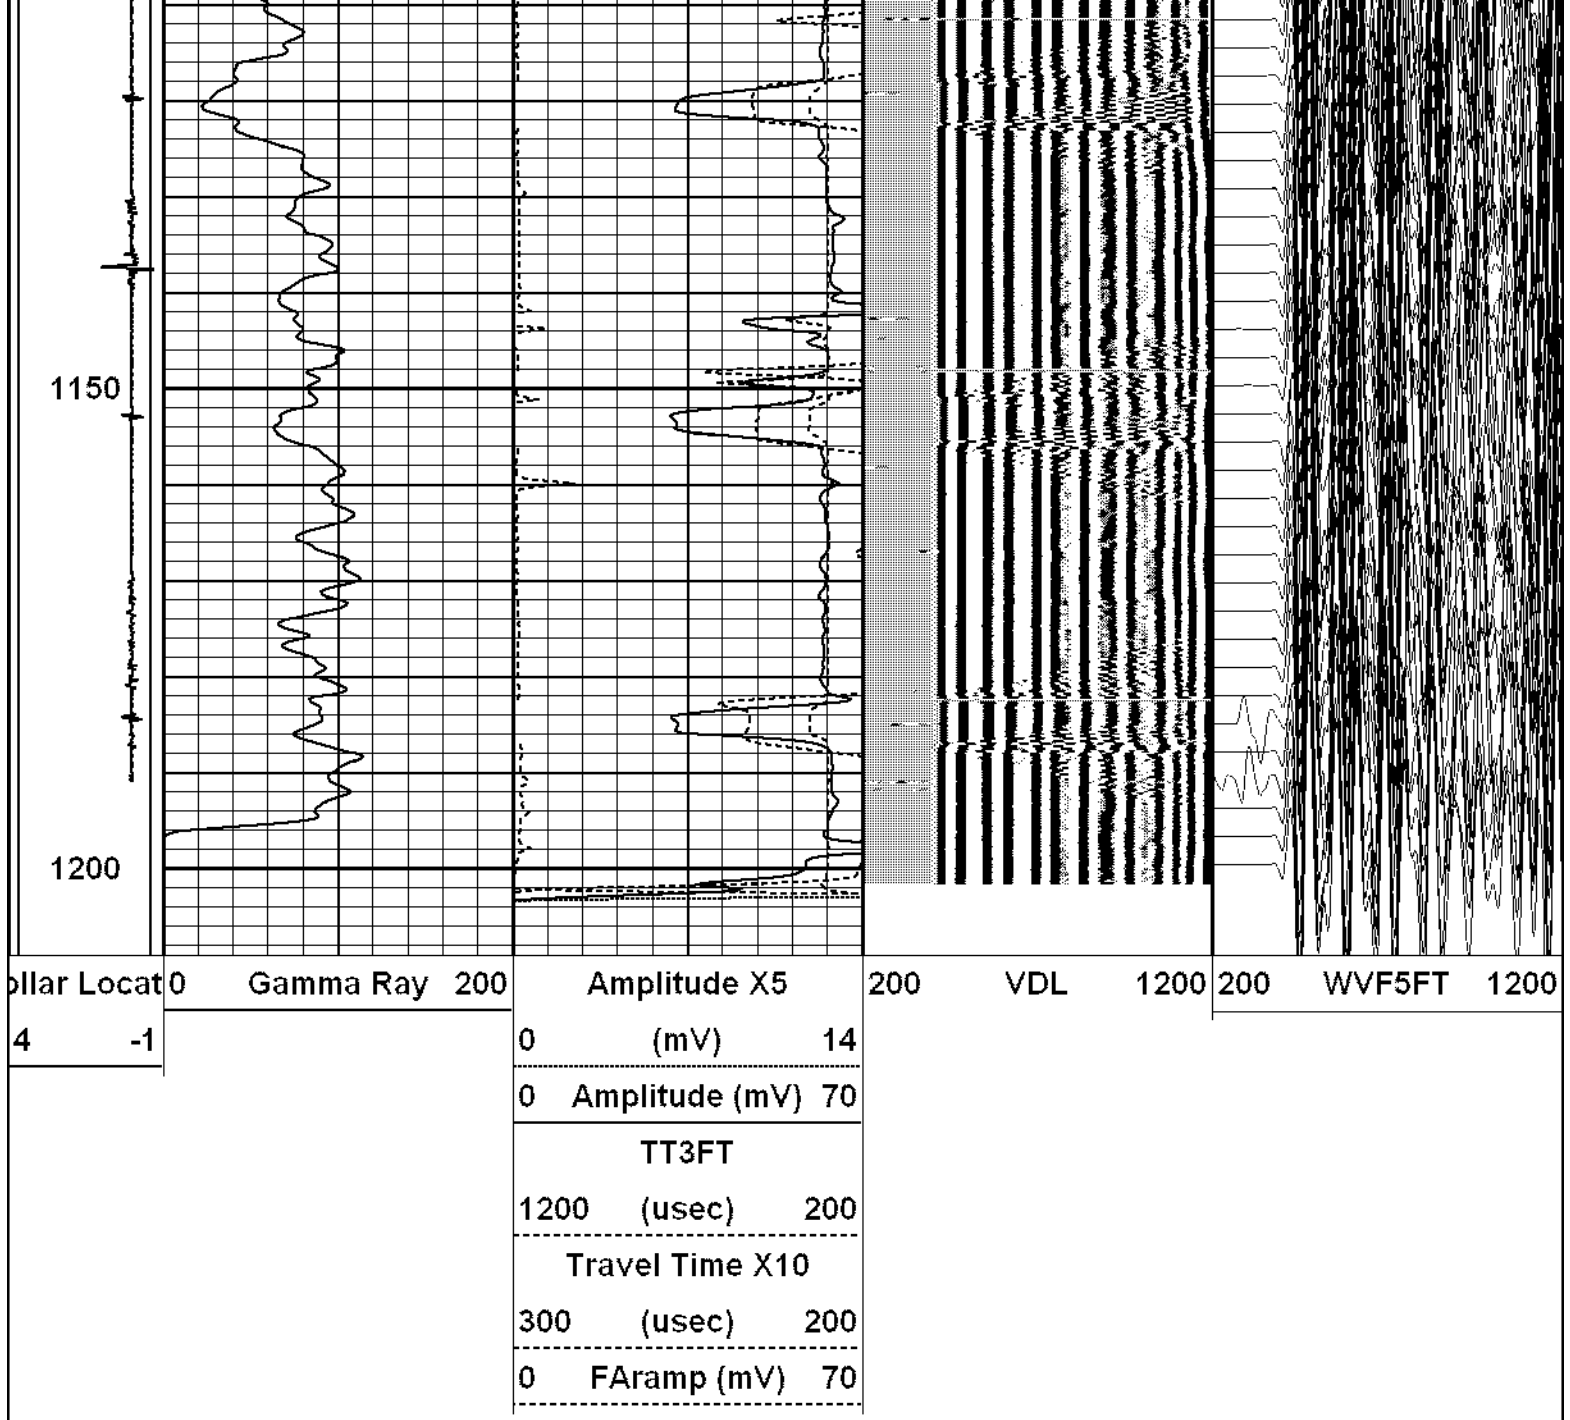 1150
1200
ollar Locat
4 -1
0 Gamma Ray 200
Amplitude X5
0 (mV) 14
0 Amplitude (mV) 70
TT3FT
1200 (usec) 200
Travel Time X10
300 (usec) 200
0 FAramp (mV) 70
200 VDL 1200
200 WVF5FT 1200